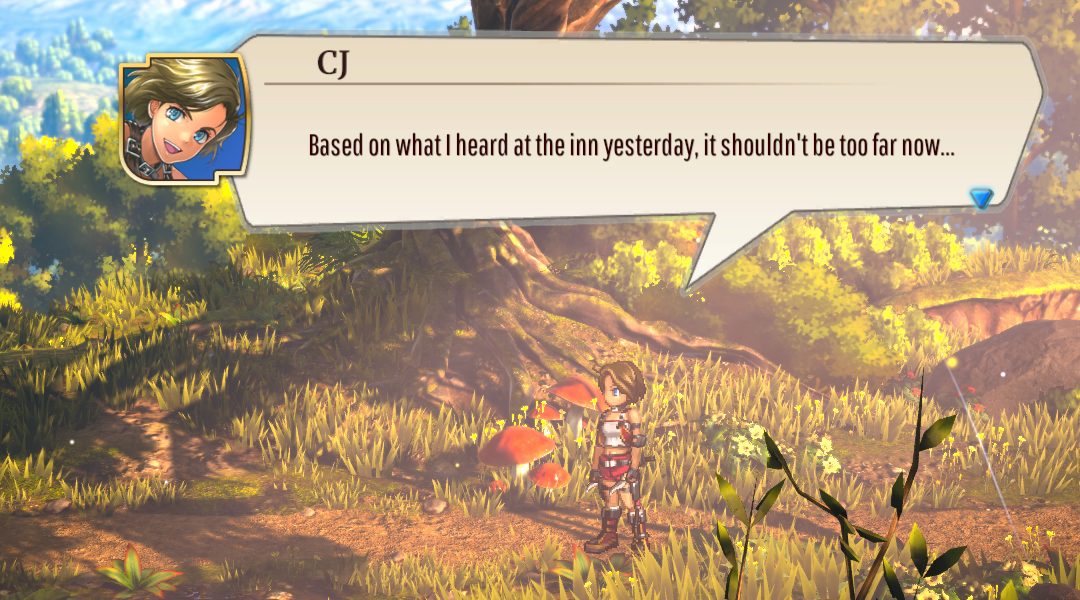 CJ
Based on what I heard at the inn yesterday, it shouldn't be too far now...